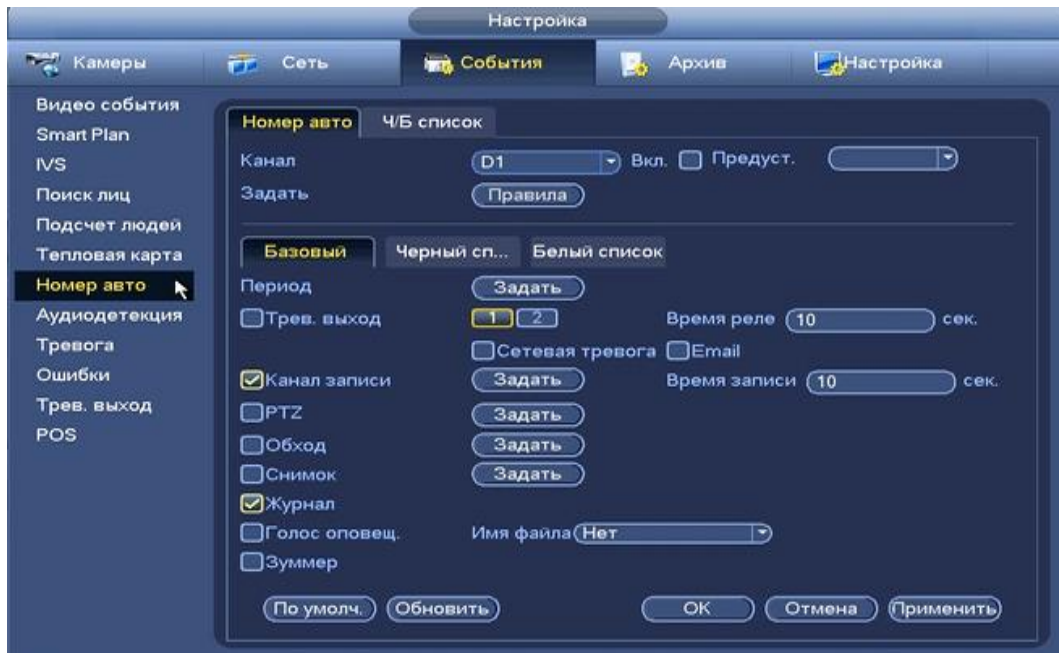 Настройка
Камеры Сеть События Архив Настройка
Видео события
Smart Plan
IVS
Поиск лиц
Подсчет людей
Тепловая карта
Номер авто
Аудиодетекция
Тревога
Ошибки
Трев. выход
POS
Номер авто Ч/Б список
Канал D1 Вкл. Предуст.
Задать Правила
Базовый Черный сп... Белый список
Период Задать
Трев. выход 1 2 Время реле 10 сек.
Сетевая тревога Email
Канал записи Задать Время записи 10 сек.
PTZ Задать
Обход Задать
Снимок Задать
Журнал
Голос оповещ. Имя файла Нет
Зуммер
По умолч. Обновить OK Отмена Применить